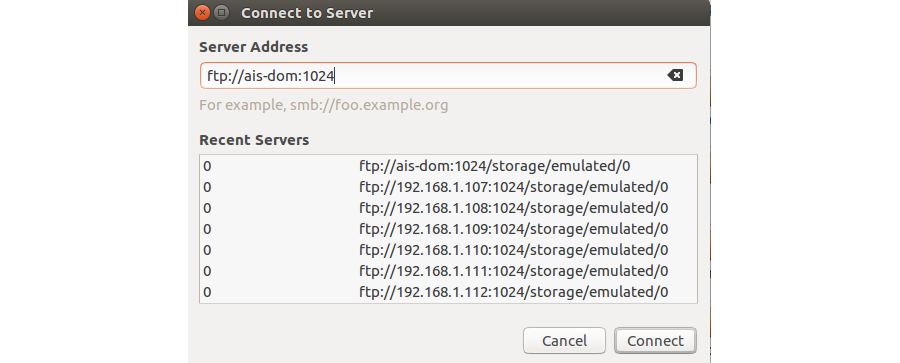 Connect to Server
Server Address
ftp://ais-dom:1024
For example, smb://foo.example.org
Recent Servers
0 ftp://ais-dom:1024/storage/emulated/0
0 ftp://192.168.1.107:1024/storage/emulated/0
0 ftp://192.168.1.108:1024/storage/emulated/0
0 ftp://192.168.1.109:1024/storage/emulated/0
0 ftp://192.168.1.110:1024/storage/emulated/0
0 ftp://192.168.1.111:1024/storage/emulated/0
0 ftp://192.168.1.112:1024/storage/emulated/0
Cancel Connect